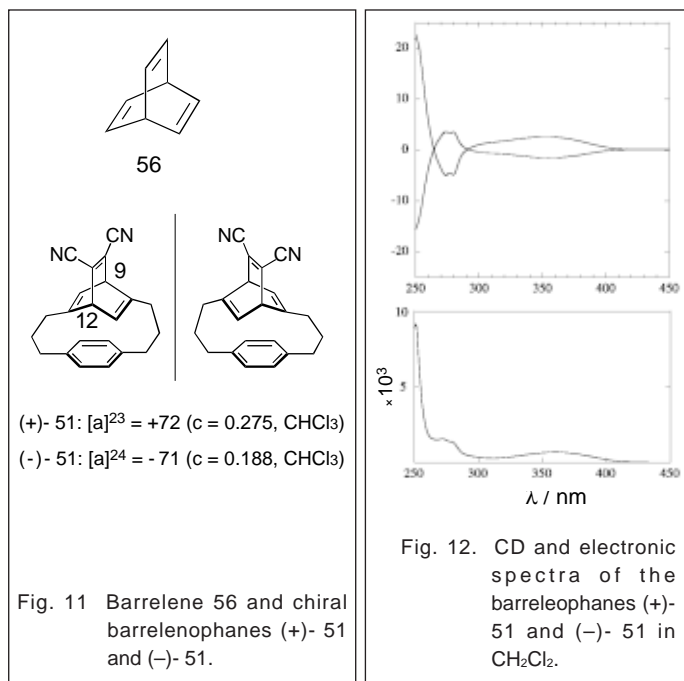 56
CN
CN
9
12
NC
CN
(+)- 51: [a]23 = +72 (c = 0.275, CHCl3)
(-)- 51: [a]24 = - 71 (c = 0.188, CHCl3)
Fig. 11 Barrelene 56 and chiral
barrelenophanes (+)- 51
and (–)- 51.
20
10
0
-10
-20
250 300 350 400 450
10
5
× 10³
250 300 350 400 450
λ / nm
Fig. 12. CD and electronic
spectra of the
barreleophanes (+)-
51 and (–)- 51 in
CH2Cl2.